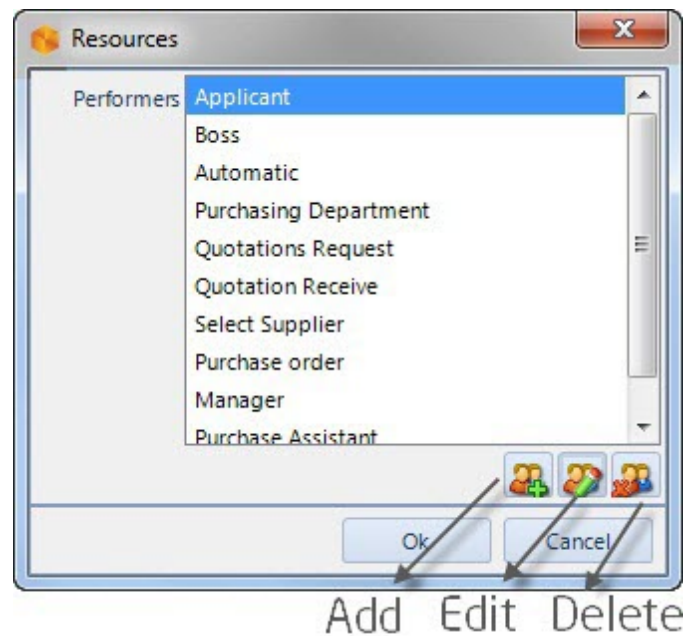 Resources
Performers Applicant
Boss
Automatic
Purchasing Department
Quotations Request
Quotation Receive
Select Supplier
Purchase order
Manager
Purchase Assistant
Ok Cancel
Add Edit Delete